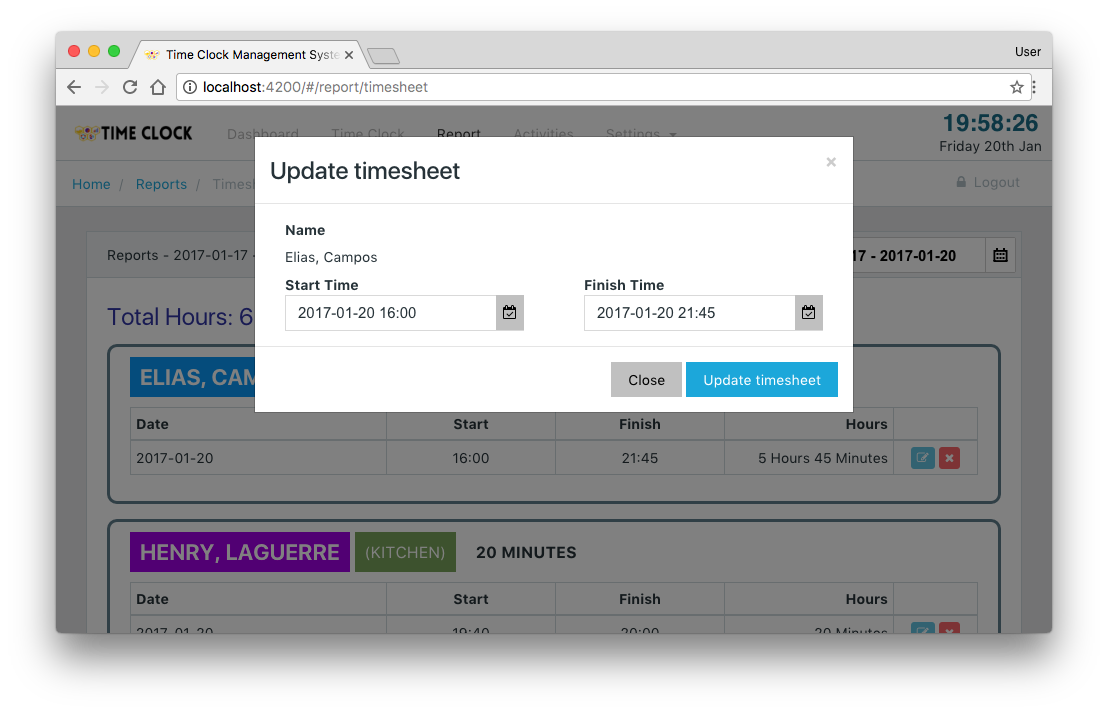 Time Clock Management Syste
User
localhost:4200/#/report/timesheet
TIME CLOCK
Dashboard Time Clock Report Activities Settings
19:58:26
Friday 20th Jan
Home / Reports / Timesh
Logout
Update timesheet
×
Name
Elias, Campos
Start Time Finish Time
2017-01-20 16:00 2017-01-20 21:45
Close Update timesheet
Reports - 2017-01-17 -
17 - 2017-01-20
Total Hours: 6
ELIAS, CAM
Date Start Finish Hours
2017-01-20 16:00 21:45 5 Hours 45 Minutes
HENRY, LAGUERRE (KITCHEN) 20 MINUTES
Date Start Finish Hours
2017-01-20 19:40 20:00 20 Minutes